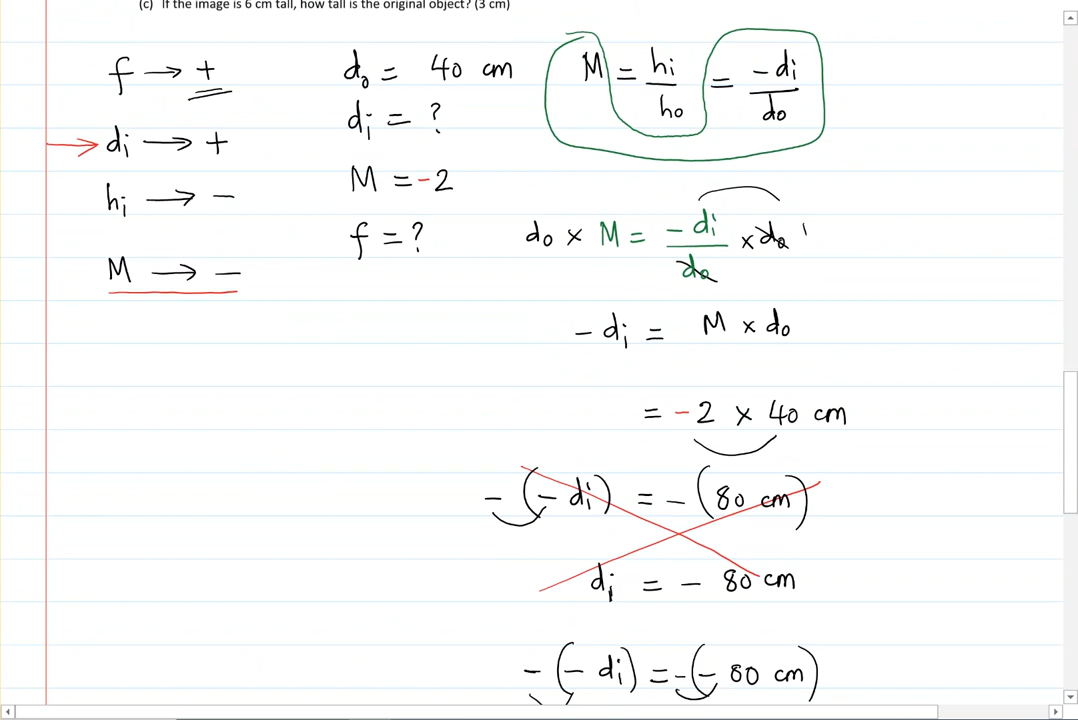 (c) If the image is 6 cm tall, how tall is the original object? (3 cm)
f → +
di → +
hi → -
M → -
do = 40 cm
di = ?
M = -2
f = ?
M = hi/ho = -di/do
do × M = -di/do × do
-di = M × do
= -2 × 40 cm
-(-di) = -(80 cm)
di = - 80 cm
-(-di) = -(- 80 cm)